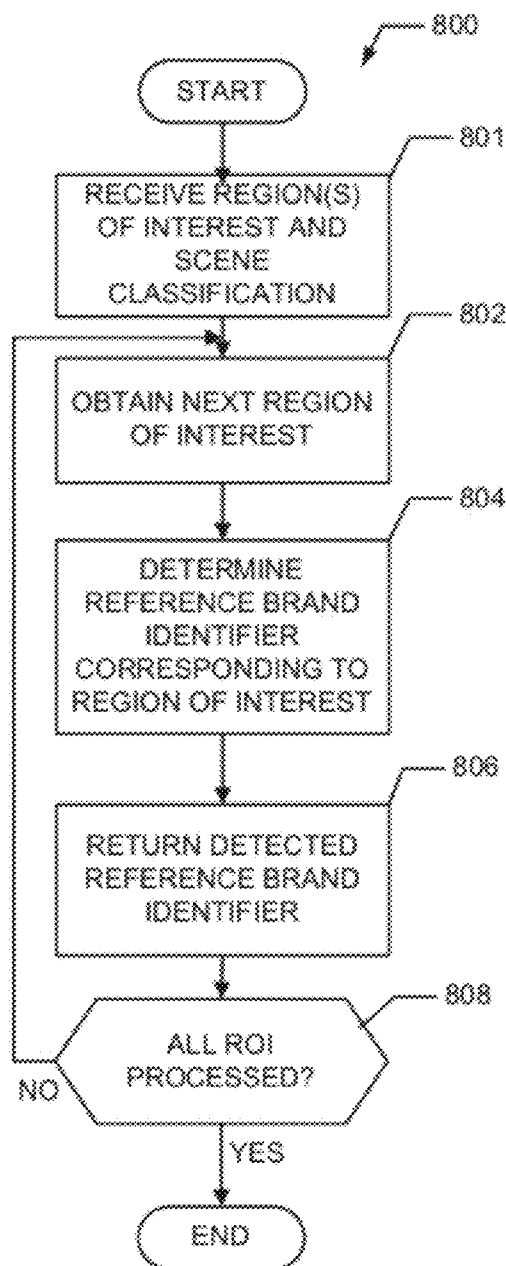 800
START
801
RECEIVE REGION(S)
OF INTEREST AND
SCENE
CLASSIFICATION
802
OBTAIN NEXT REGION
OF INTEREST
804
DETERMINE
REFERENCE BRAND
IDENTIFIER
CORRESPONDING TO
REGION OF INTEREST
806
RETURN DETECTED
REFERENCE BRAND
IDENTIFIER
808
ALL ROI
PROCESSED?
NO
YES
END